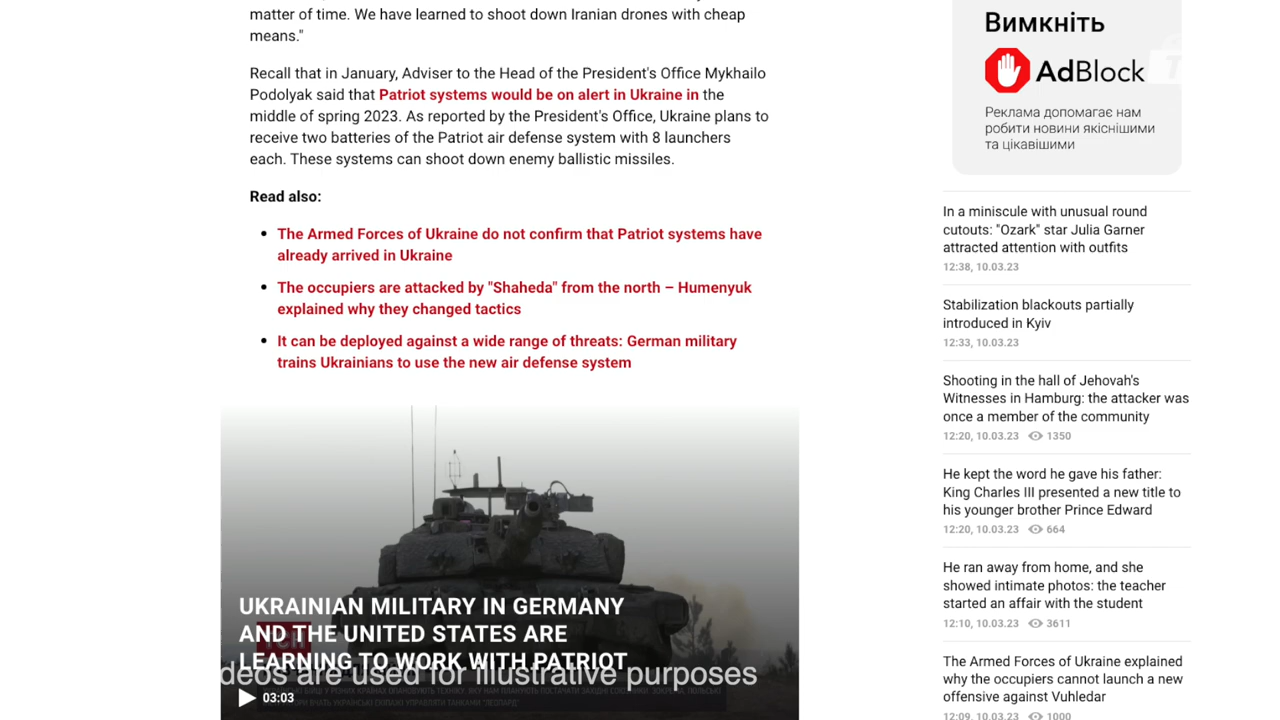 matter of time. We have learned to shoot down Iranian drones with cheap
means."
Recall that in January, Adviser to the Head of the President's Office Mykhailo
Podolyak said that Patriot systems would be on alert in Ukraine in the
middle of spring 2023. As reported by the President's Office, Ukraine plans to
receive two batteries of the Patriot air defense system with 8 launchers
each. These systems can shoot down enemy ballistic missiles.
Read also:
The Armed Forces of Ukraine do not confirm that Patriot systems have
already arrived in Ukraine
The occupiers are attacked by "Shaheda" from the north – Humenyuk
explained why they changed tactics
It can be deployed against a wide range of threats: German military
trains Ukrainians to use the new air defense system
UKRAINIAN MILITARY IN GERMANY
AND THE UNITED STATES ARE
LEARNING TO WORK WITH PATRIOT
deos are used for illustrative purposes
03:03
Вимкніть
AdBlock
Реклама допомагає нам
робити новини якіснішими
та цікавішими
In a miniscule with unusual round
cutouts: "Ozark" star Julia Garner
attracted attention with outfits
12:38, 10.03.23
Stabilization blackouts partially
introduced in Kyiv
12:33, 10.03.23
Shooting in the hall of Jehovah's
Witnesses in Hamburg: the attacker was
once a member of the community
12:20, 10.03.23 1350
He kept the word he gave his father:
King Charles III presented a new title to
his younger brother Prince Edward
12:20, 10.03.23 664
He ran away from home, and she
showed intimate photos: the teacher
started an affair with the student
12:10, 10.03.23 3611
The Armed Forces of Ukraine explained
why the occupiers cannot launch a new
offensive against Vuhledar
12:09, 10.03.23 1000